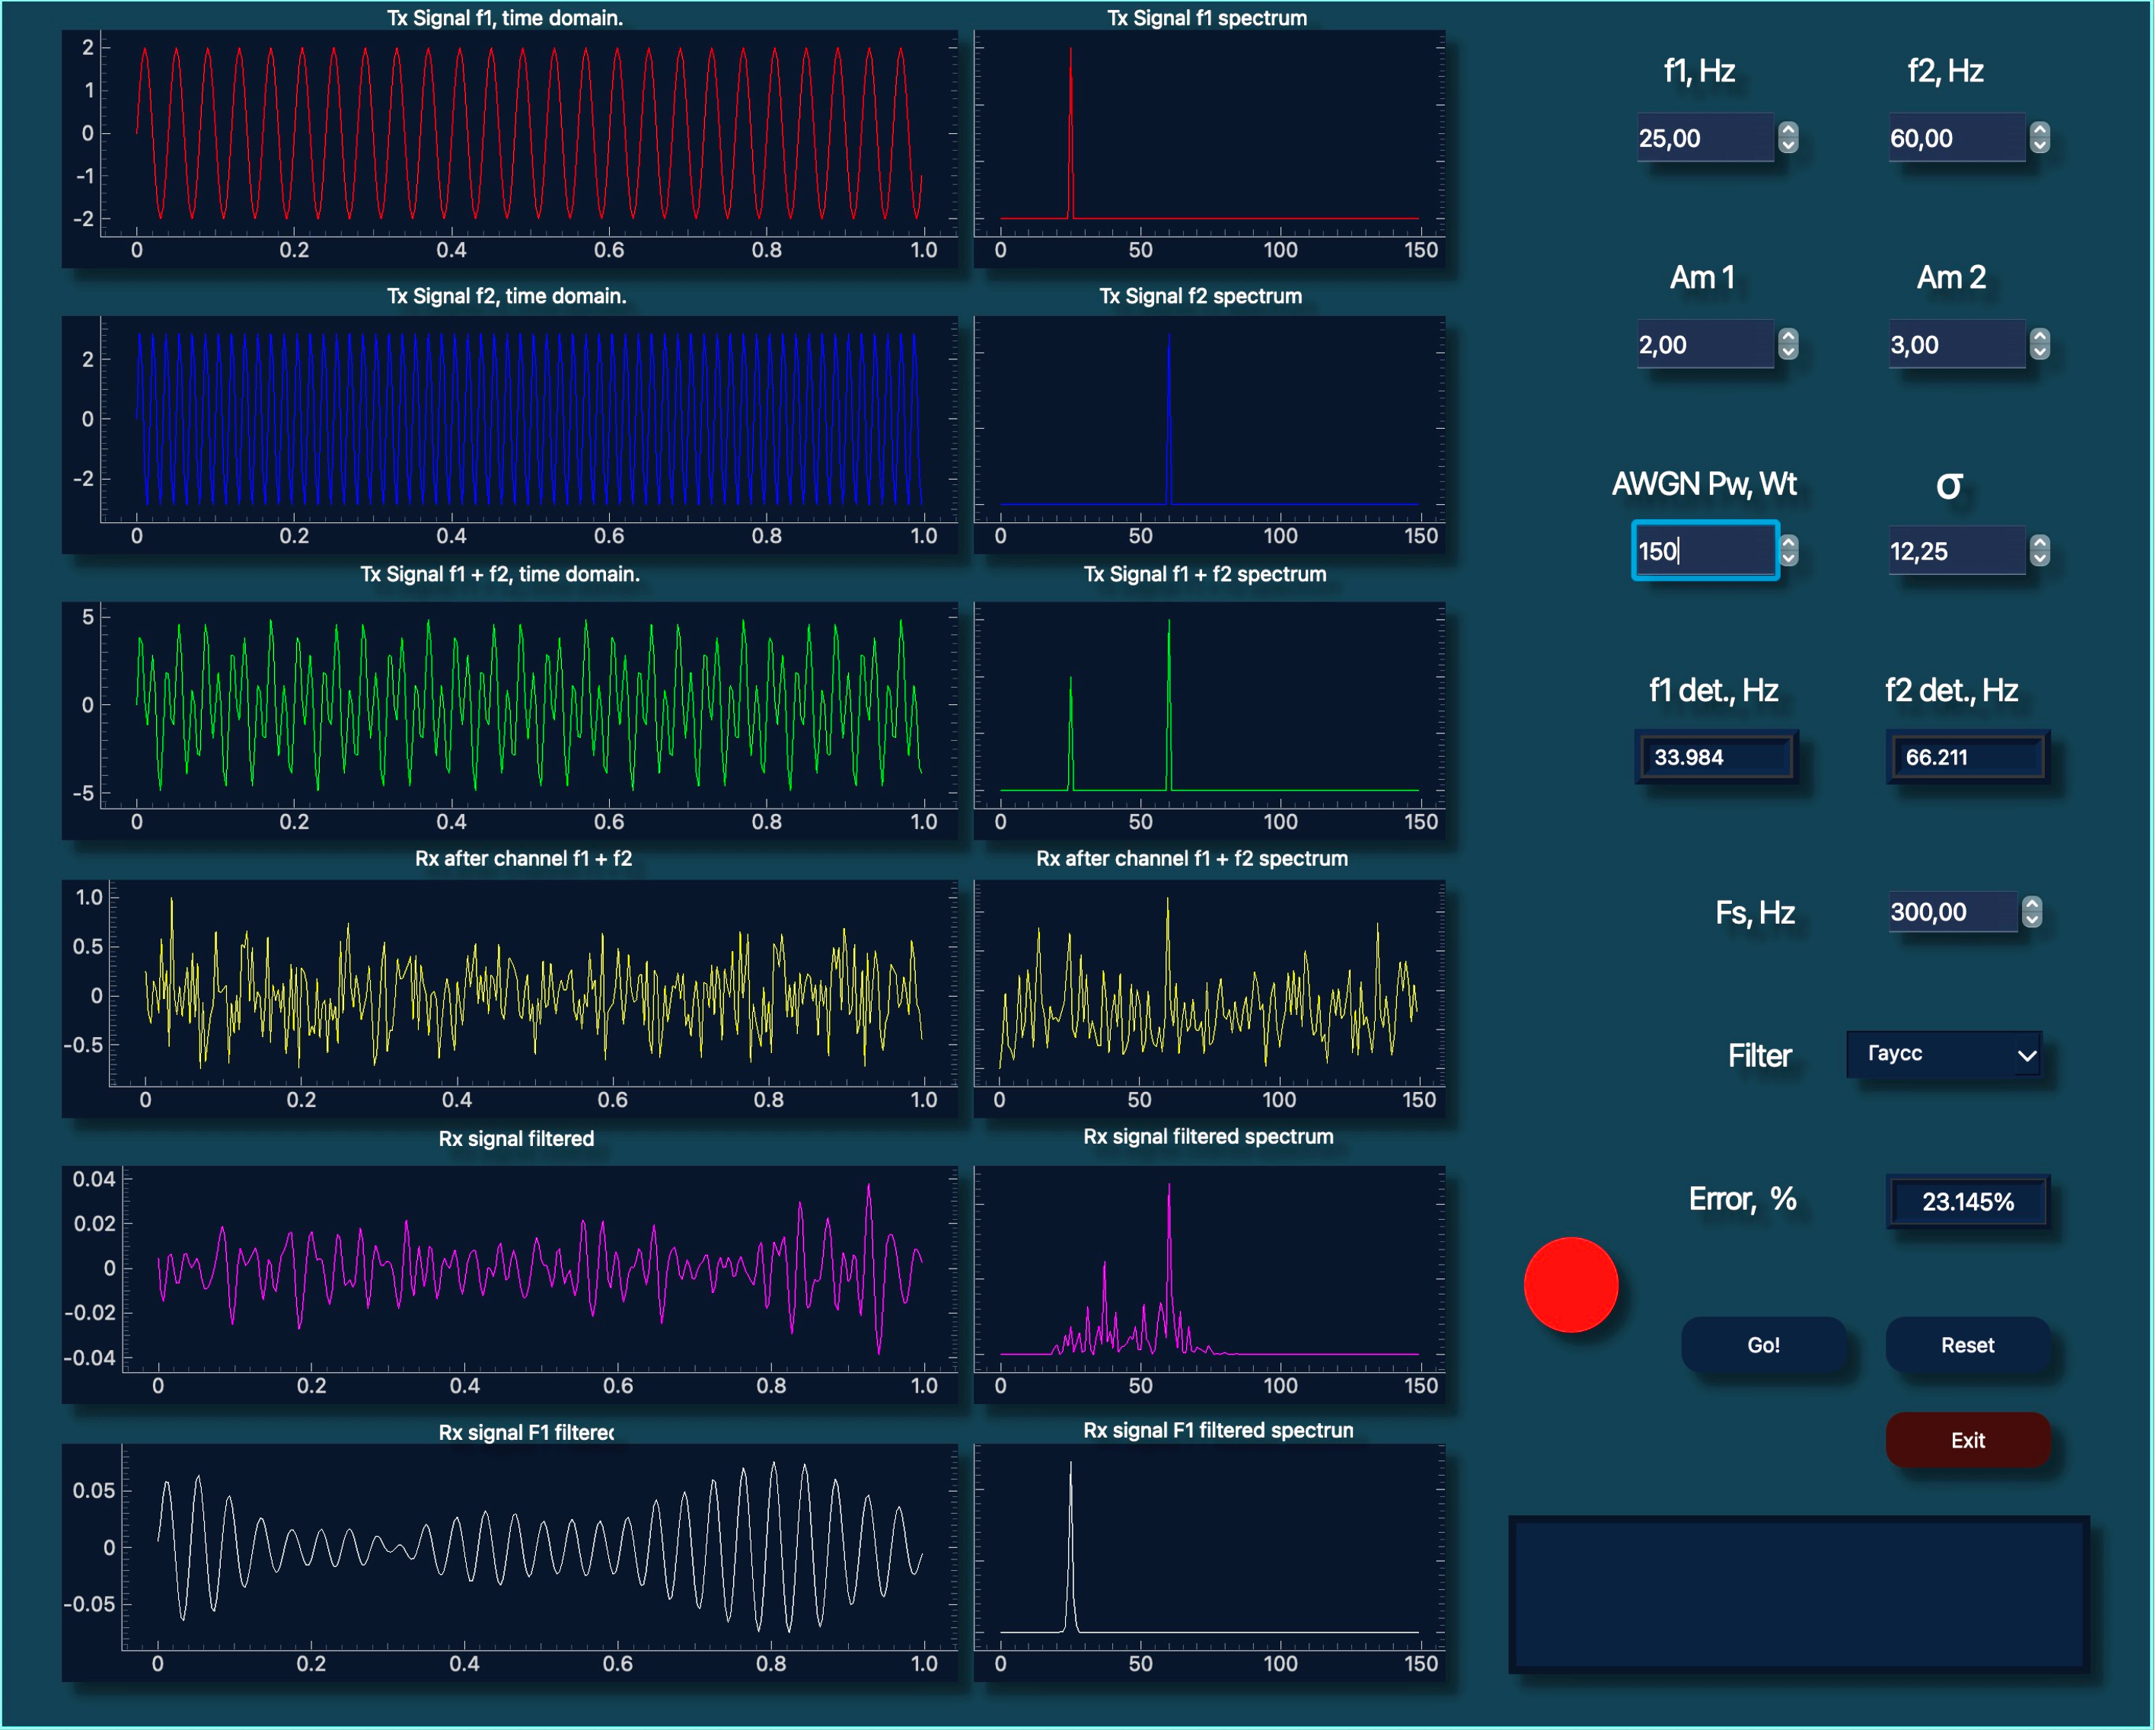 Tx Signal f1, time domain.
2
1
0
-1
-2
0 0.2 0.4 0.6 0.8 1.0
Tx Signal f1 spectrum
0 50 100 150
Tx Signal f2, time domain.
2
0
-2
0 0.2 0.4 0.6 0.8 1.0
Tx Signal f2 spectrum
0 50 100 150
Tx Signal f1 + f2, time domain.
5
0
-5
0 0.2 0.4 0.6 0.8 1.0
Tx Signal f1 + f2 spectrum
0 50 100 150
Rx after channel f1 + f2
1.0
0.5
0
-0.5
0 0.2 0.4 0.6 0.8 1.0
Rx after channel f1 + f2 spectrum
0 50 100 150
Rx signal filtered
0.04
0.02
0
-0.02
-0.04
0 0.2 0.4 0.6 0.8 1.0
Rx signal filtered spectrum
0 50 100 150
Rx signal F1 filterec
0.05
0
-0.05
0 0.2 0.4 0.6 0.8 1.0
Rx signal F1 filtered spectrun
0 50 100 150
f1, Hz f2, Hz
25,00 60,00
Am 1 Am 2
2,00 3,00
AWGN Pw, Wt σ
150 12,25
f1 det., Hz f2 det., Hz
33.984 66.211
Fs, Hz 300,00
Filter Гаусс
Error, % 23.145%
Go! Reset
Exit